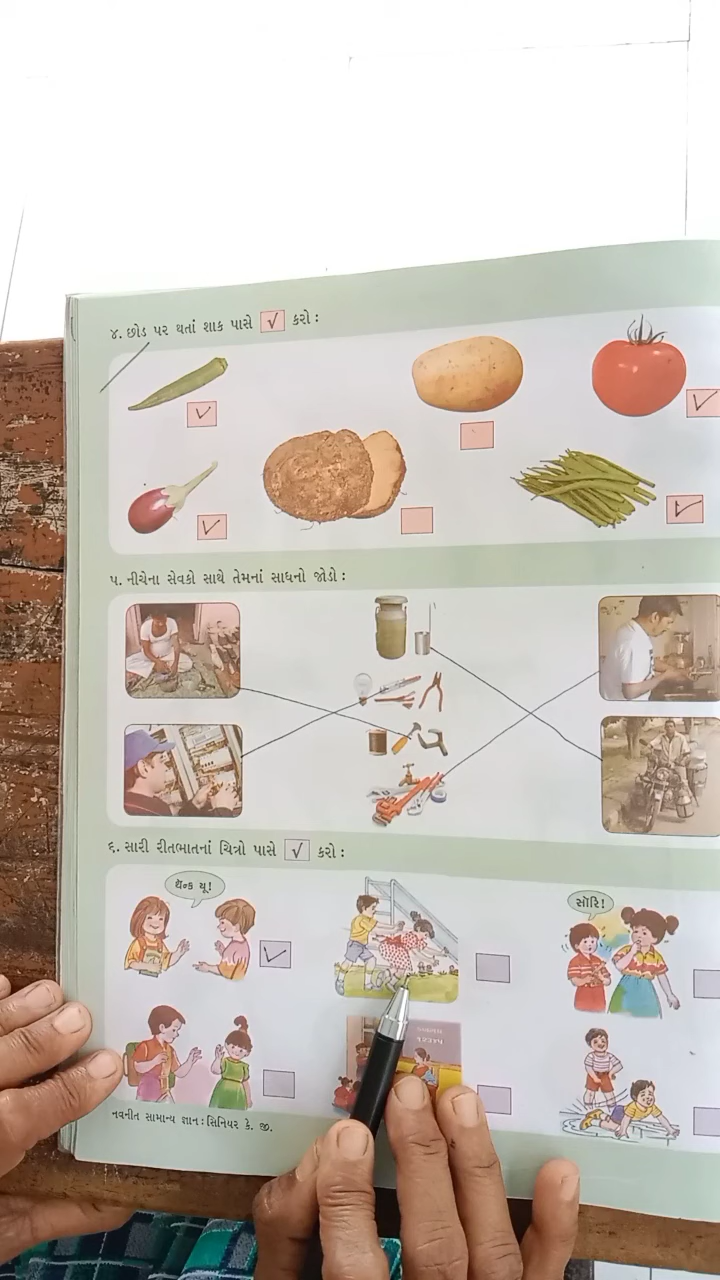 ૪. છોડ પર થતાં શાક પાસે √ કરો :
૫. નીચેના સેવકો સાથે તેમનાં સાધનો જોડો :
૬. સારી રીતભાતનાં ચિત્રો પાસે √ કરો :
થૅન્ક યૂ!
સૉરિ!
નવનીત સામાન્ય જ્ઞાન : સિનિયર કે. જી.